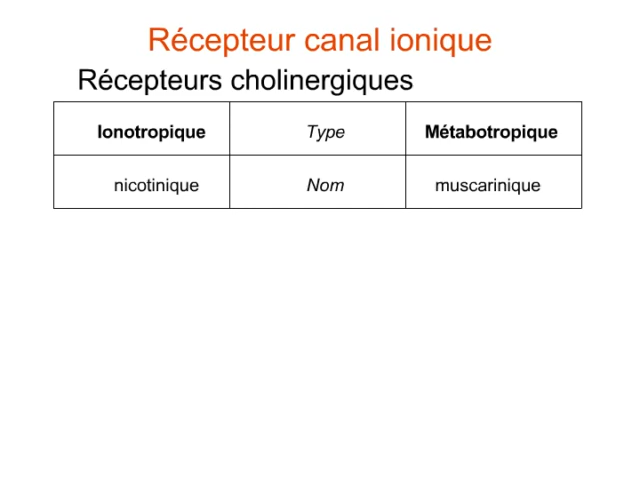 Récepteur canal ionique
Récepteurs cholinergiques
Ionotropique Type Métabotropique
nicotinique Nom muscarinique